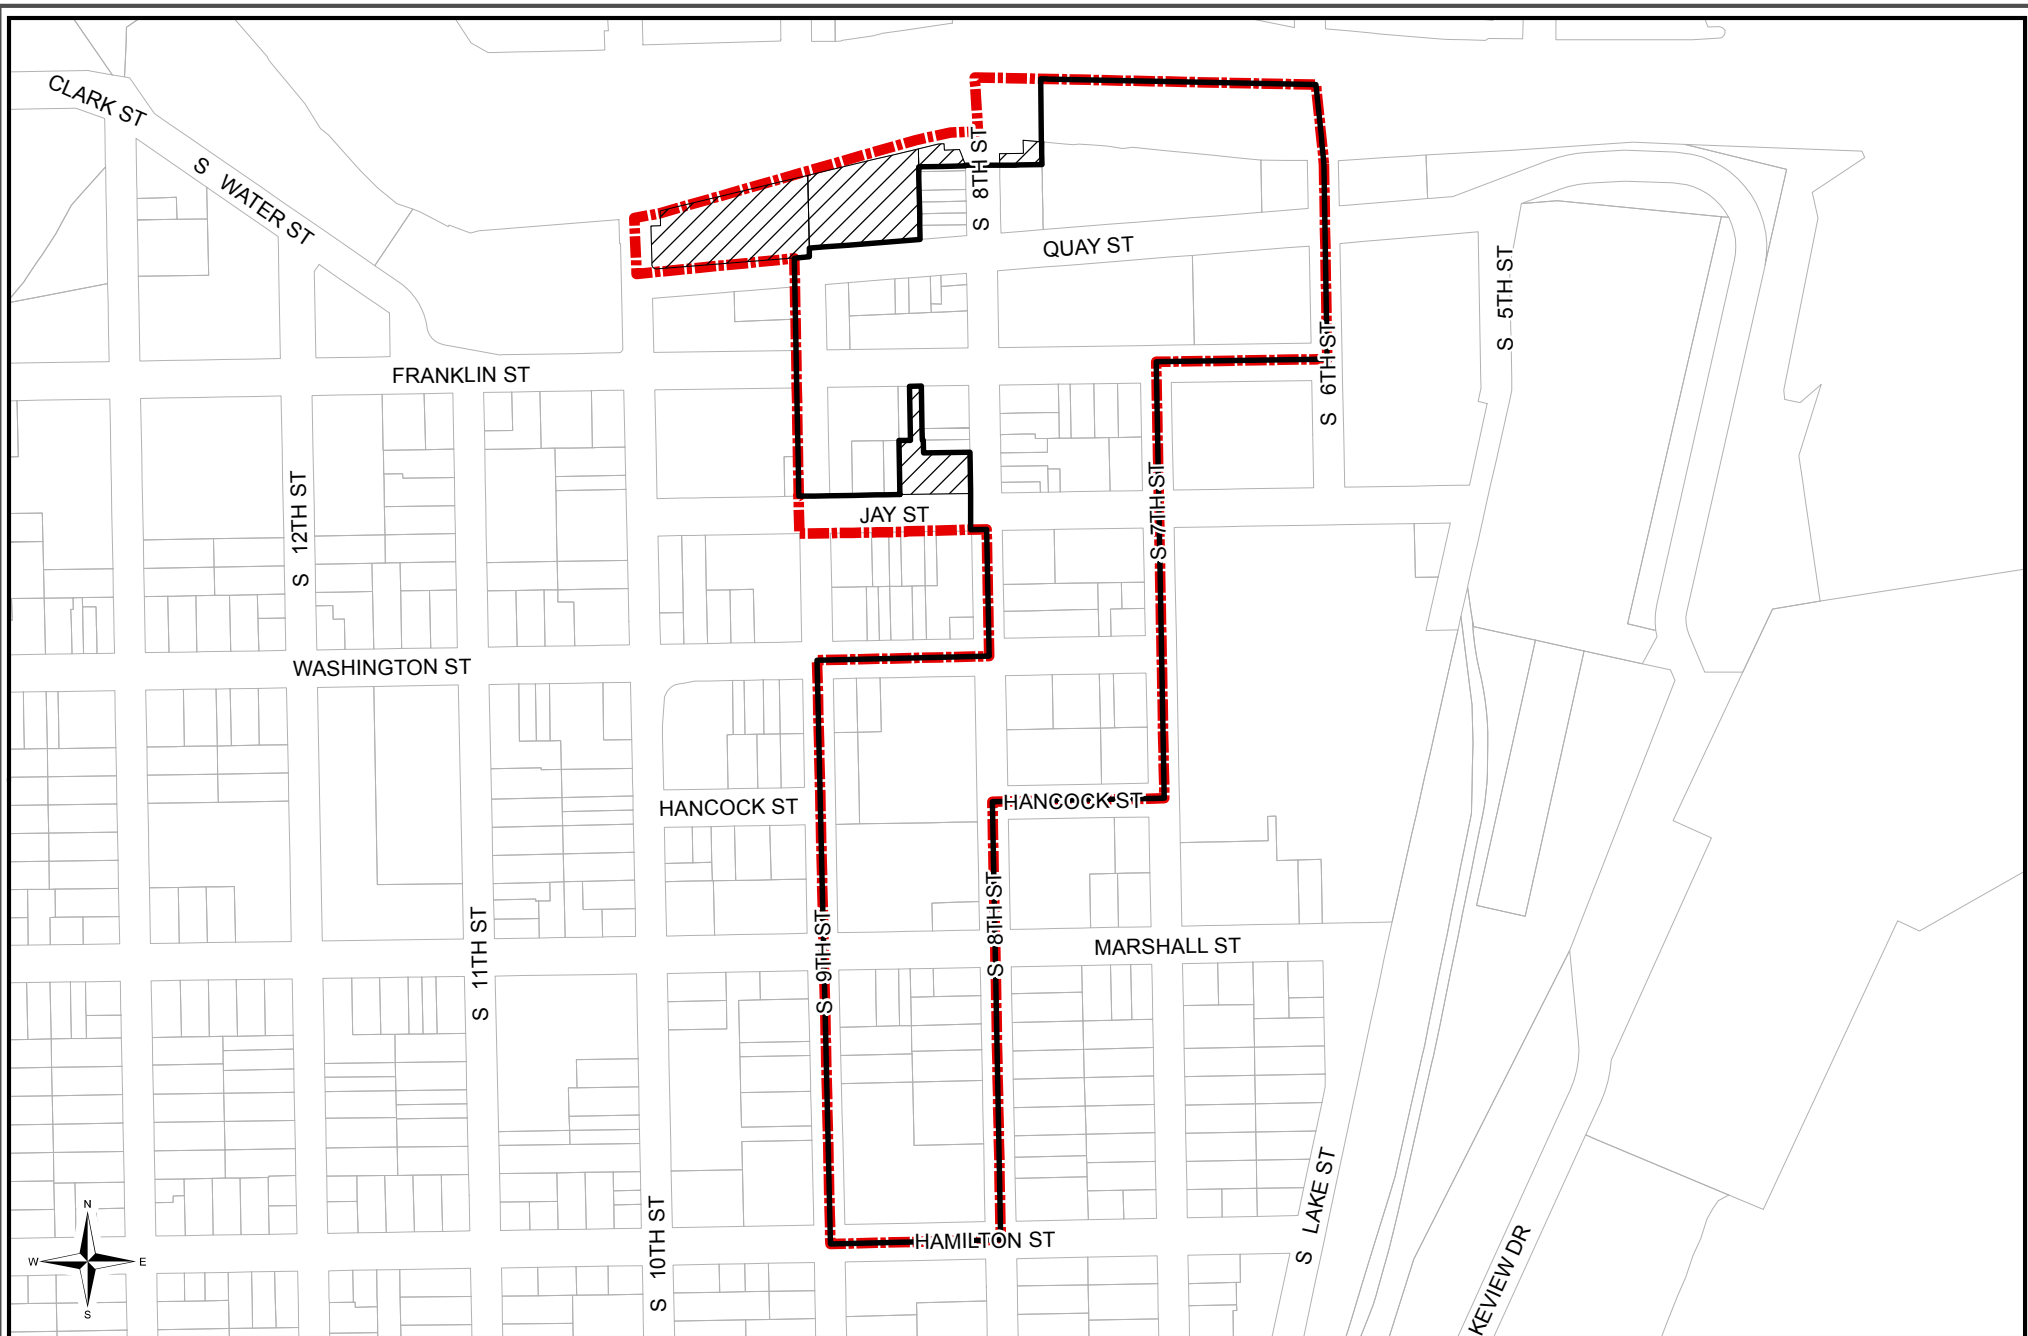 CLARK ST
S WATER ST
S 8TH ST
QUAY ST
S 5TH ST
FRANKLIN ST
S 6TH ST
S 12TH ST
JAY ST
S 7TH ST
WASHINGTON ST
HANCOCK ST
HANCOCK ST
S 11TH ST
S 9TH ST
S 8TH ST
MARSHALL ST
S 10TH ST
HAMILTON ST
S LAKE ST
KEVIEW DR
N
W E
S